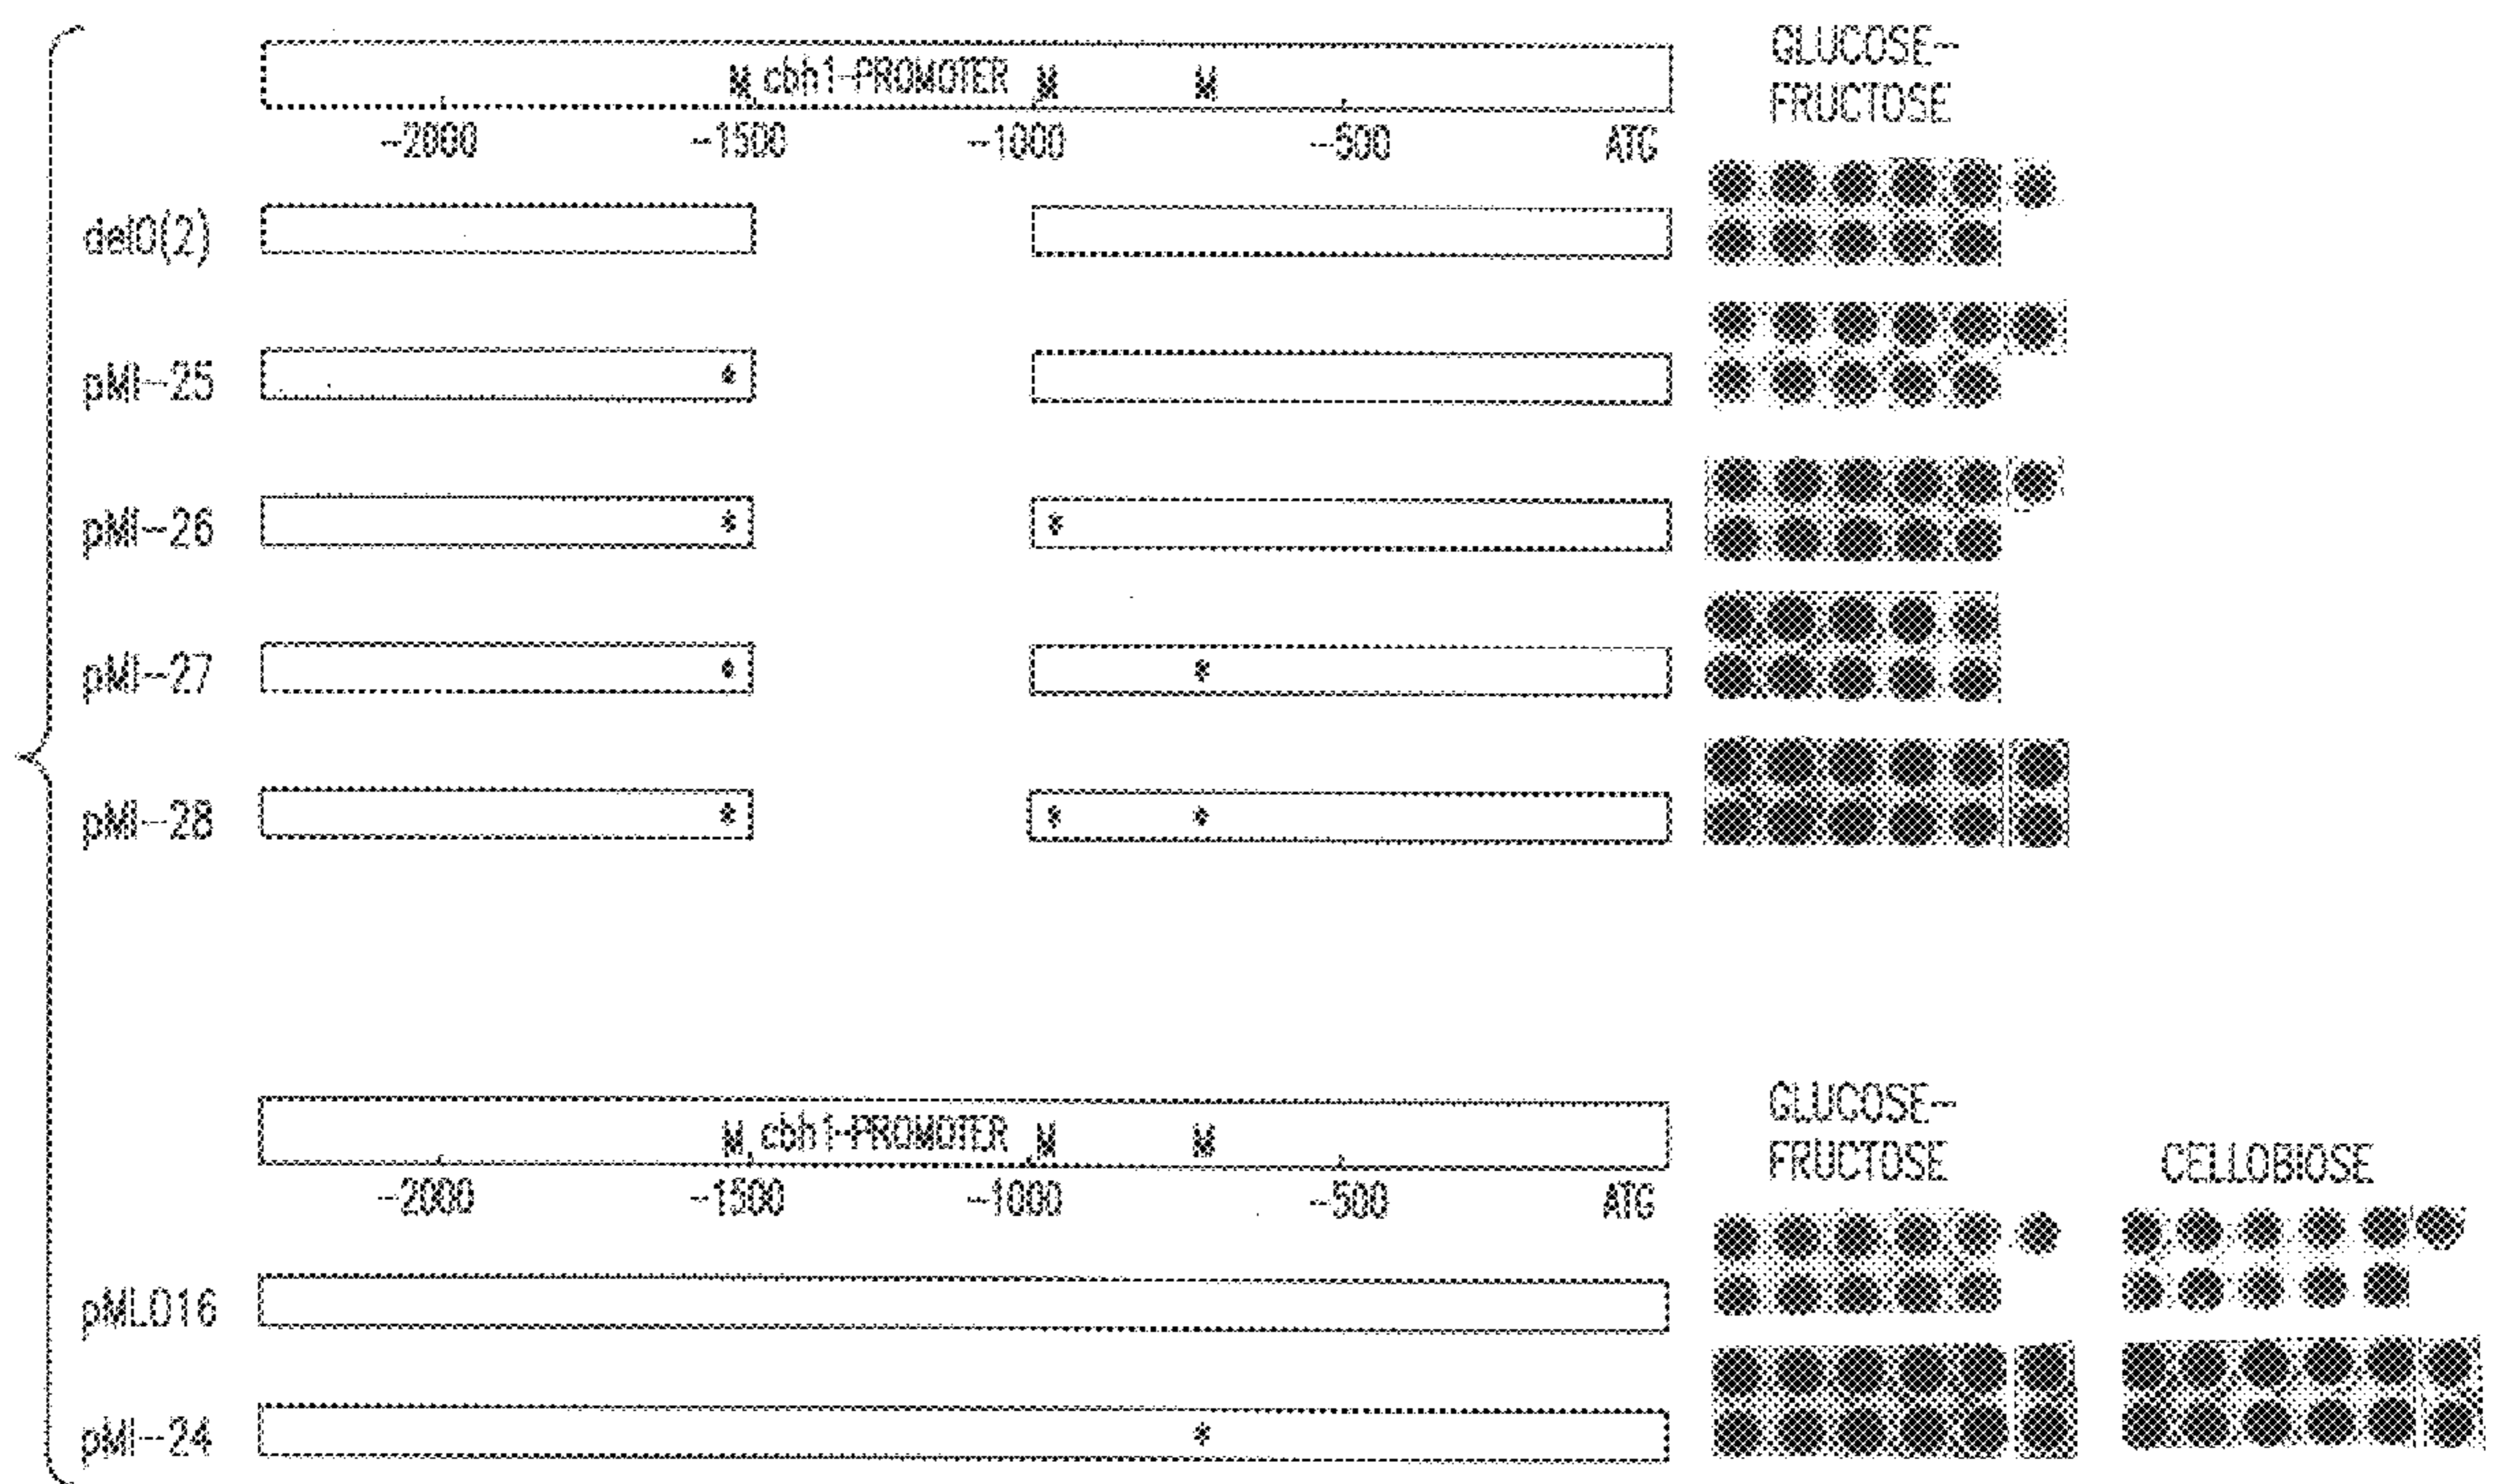 GLUCOSE-
FRUCTOSE
M cbh1-PROMOTER M M
-2000 -1500 -1000 -500 ATG
del0(2)
pMI-25 *
pMI-26 * *
pMI-27 * *
pMI-28 * * *
GLUCOSE-
FRUCTOSE
CELLOBIOSE
M cbh1-PROMOTER M M
-2000 -1500 -1000 -500 ATG
pMLO16
pMI-24 *